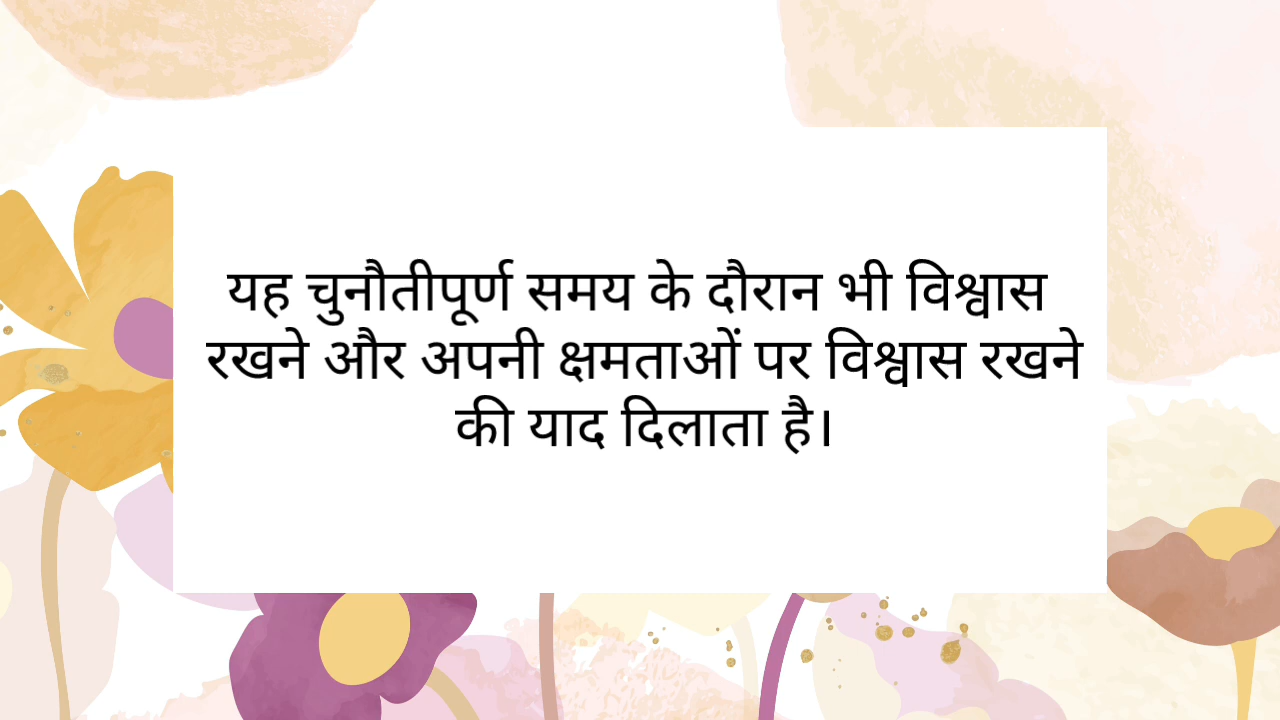 यह चुनौतीपूर्ण समय के दौरान भी विश्वास
रखने और अपनी क्षमताओं पर विश्वास रखने
की याद दिलाता है।